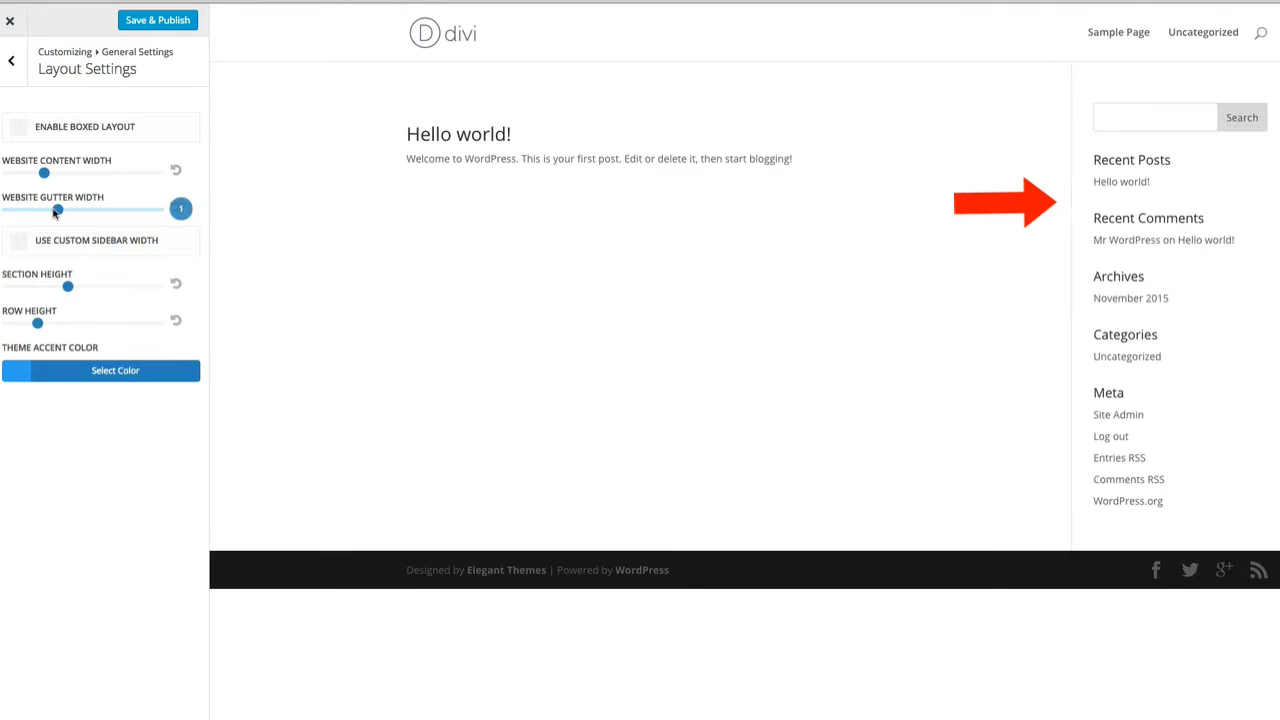 Save & Publish
Customizing ▸ General Settings
Layout Settings
ENABLE BOXED LAYOUT
WEBSITE CONTENT WIDTH
WEBSITE GUTTER WIDTH
1
USE CUSTOM SIDEBAR WIDTH
SECTION HEIGHT
ROW HEIGHT
THEME ACCENT COLOR
Select Color
D divi
Sample Page Uncategorized
Hello world!
Welcome to WordPress. This is your first post. Edit or delete it, then start blogging!
Search
Recent Posts
Hello world!
Recent Comments
Mr WordPress on Hello world!
Archives
November 2015
Categories
Uncategorized
Meta
Site Admin
Log out
Entries RSS
Comments RSS
WordPress.org
Designed by Elegant Themes | Powered by WordPress